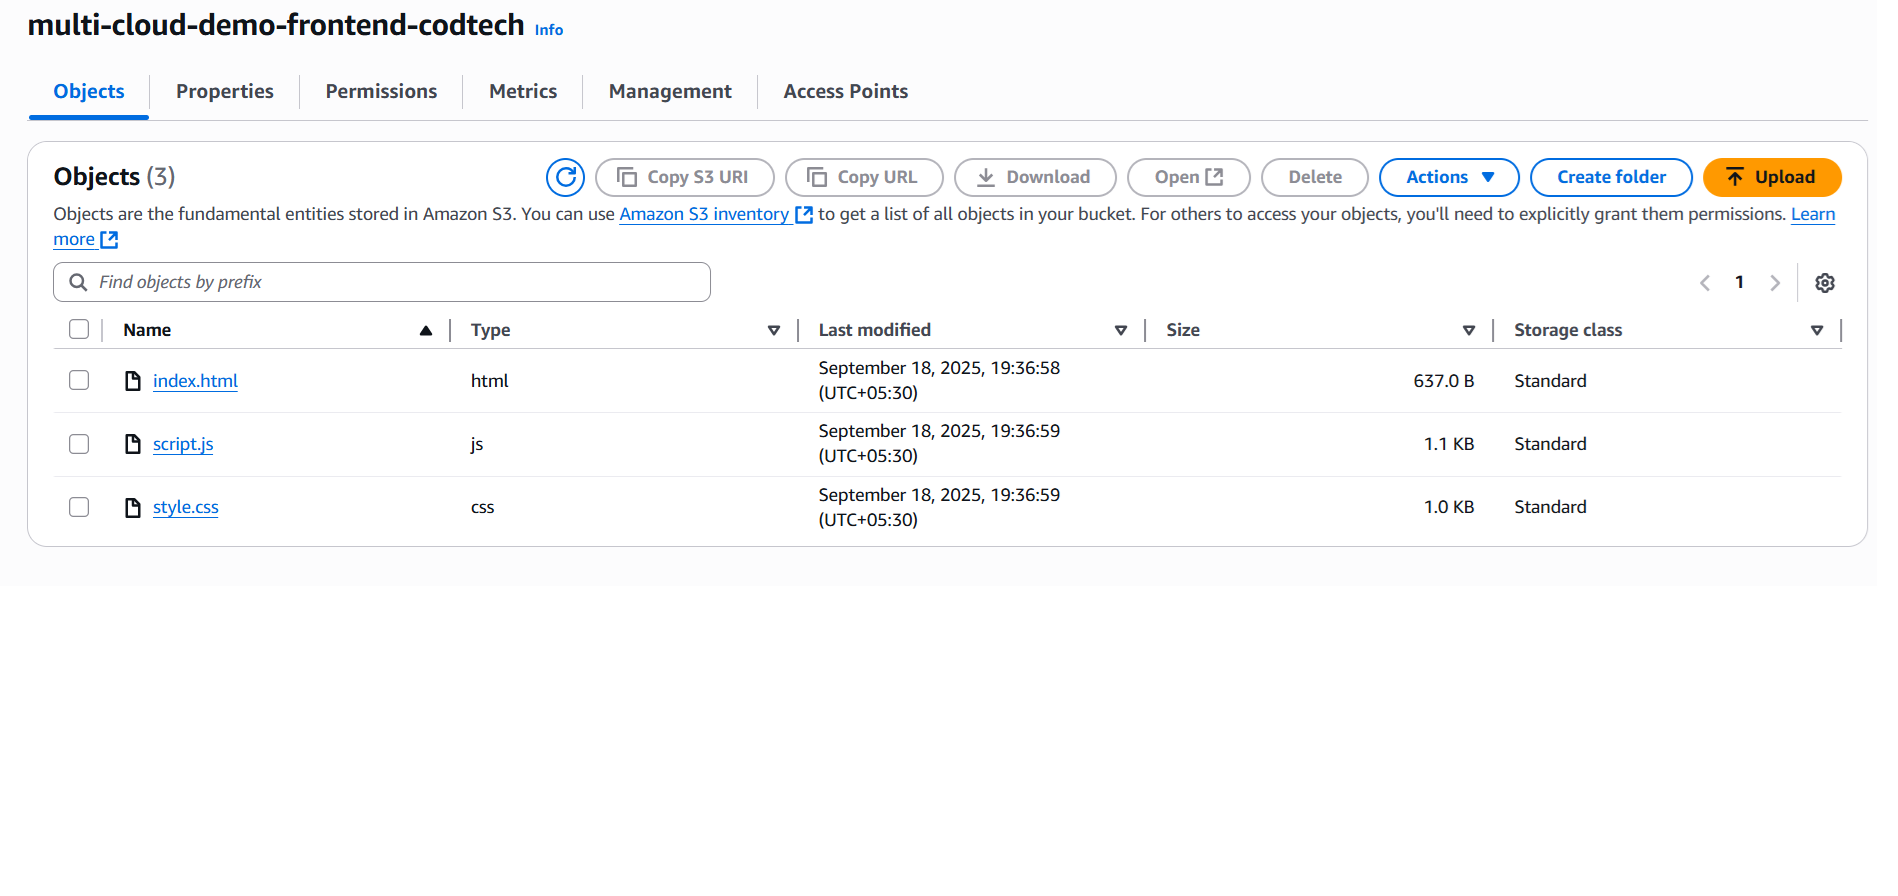 multi-cloud-demo-frontend-codtech Info
Objects Properties Permissions Metrics Management Access Points
Objects (3) Copy S3 URI Copy URL Download Open Delete Actions Create folder Upload
Objects are the fundamental entities stored in Amazon S3. You can use Amazon S3 inventory to get a list of all objects in your bucket. For others to access your objects, you'll need to explicitly grant them permissions. Learn
more
Find objects by prefix 1
Name Type Last modified Size Storage class
index.html html September 18, 2025, 19:36:58 (UTC+05:30) 637.0 B Standard
script.js js September 18, 2025, 19:36:59 (UTC+05:30) 1.1 KB Standard
style.css css September 18, 2025, 19:36:59 (UTC+05:30) 1.0 KB Standard